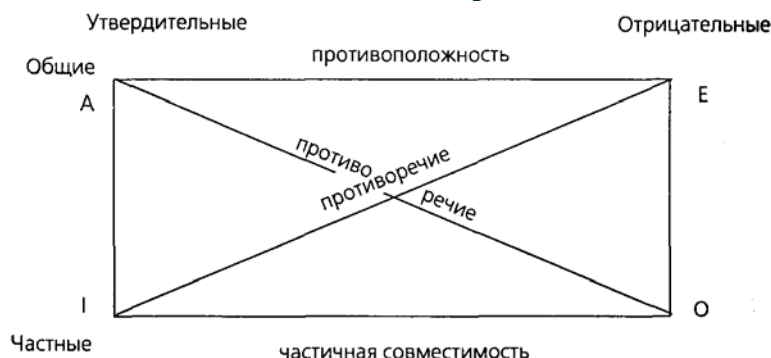 Утвердительные
Отрицательные
противоположность
Общие
A
E
противо
противоречие
речие
I
O
Частные
частичная совместимость